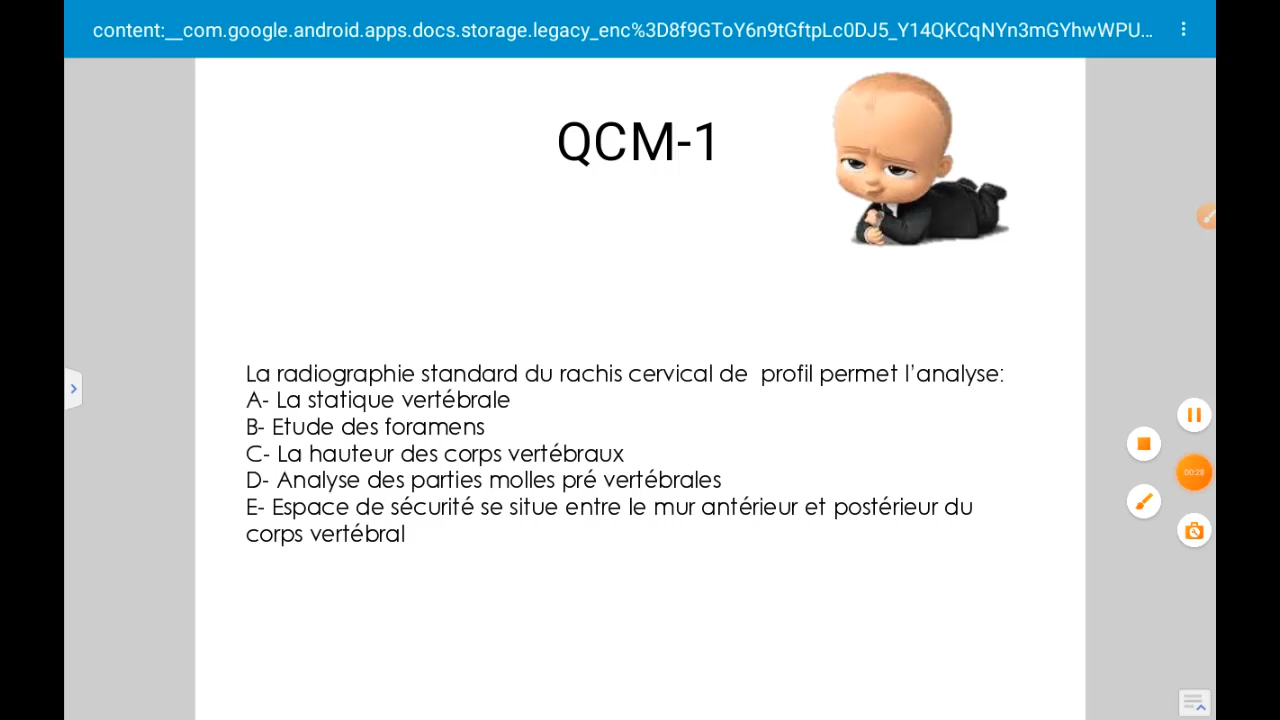 content:__com.google.android.apps.docs.storage.legacy_enc%3D8f9GToY6n9tGftpLc0DJ5_Y14QKCqNYn3mGYhwWPU...
QCM-1
La radiographie standard du rachis cervical de  profil permet l'analyse:
A- La statique vertébrale
B- Etude des foramens
C- La hauteur des corps vertébraux
D- Analyse des parties molles pré vertébrales
E- Espace de sécurité se situe entre le mur antérieur et postérieur du
corps vertébral
00:28